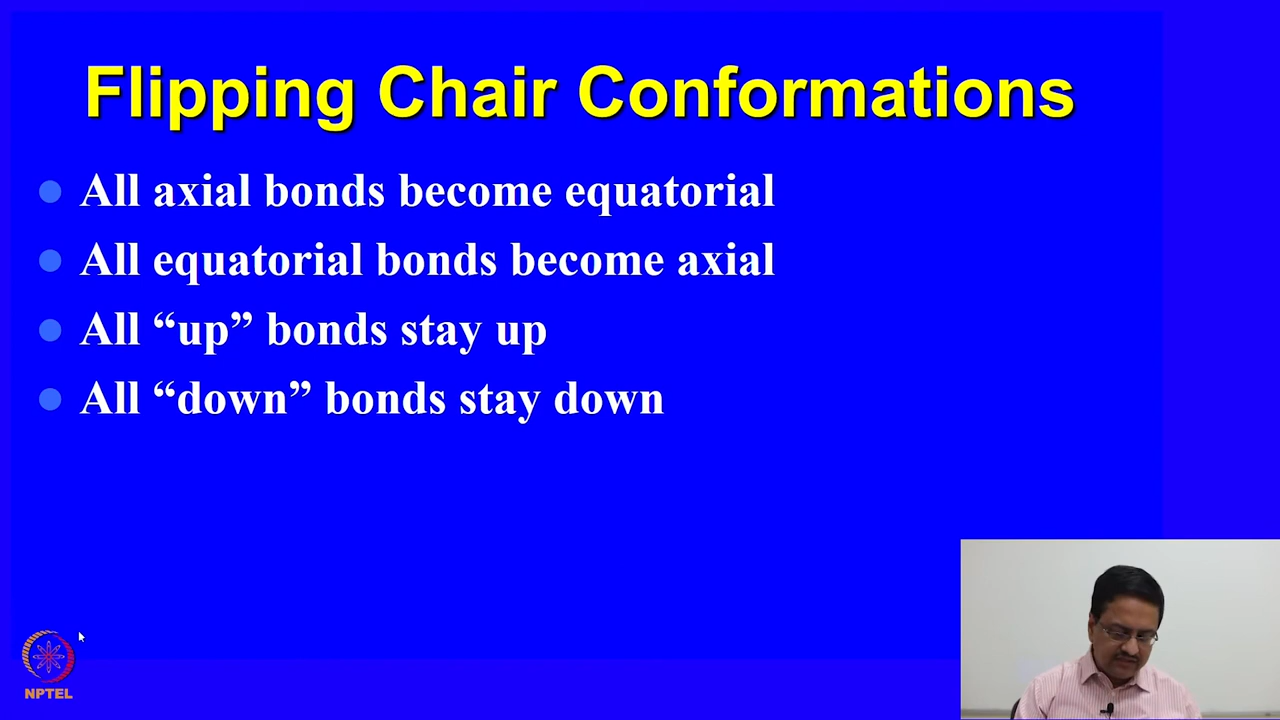 Flipping Chair Conformations
All axial bonds become equatorial
All equatorial bonds become axial
All “up” bonds stay up
All “down” bonds stay down
NPTEL